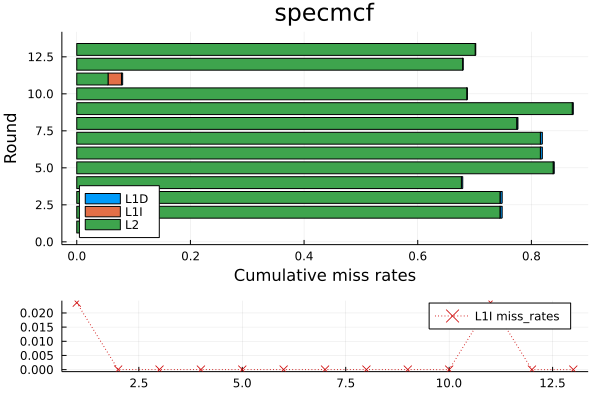 specmcf
12.5
10.0
7.5
5.0
2.5
0.0
Round
L1D
L1I
L2
0.0 0.2 0.4 0.6 0.8
Cumulative miss rates
0.020
0.015
0.010
0.005
0.000
L1I miss_rates
2.5 5.0 7.5 10.0 12.5